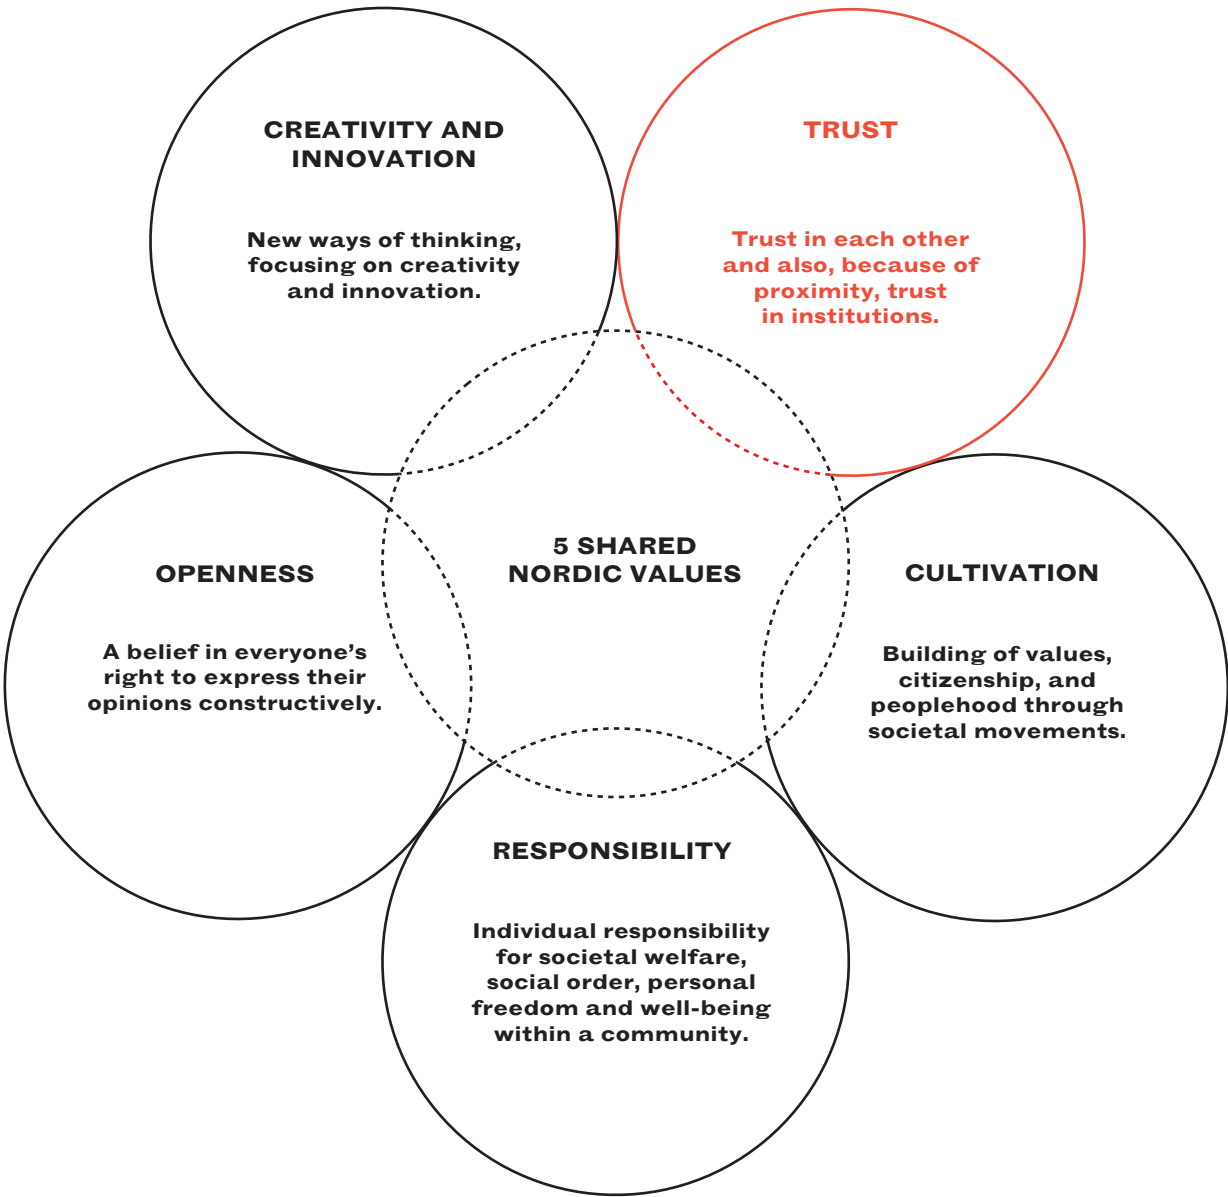 CREATIVITY AND
INNOVATION
New ways of thinking,
focusing on creativity
and innovation.
TRUST
Trust in each other
and also, because of
proximity, trust
in institutions.
OPENNESS
A belief in everyone’s
right to express their
opinions constructively.
5 SHARED
NORDIC VALUES
CULTIVATION
Building of values,
citizenship, and
peoplehood through
societal movements.
RESPONSIBILITY
Individual responsibility
for societal welfare,
social order, personal
freedom and well-being
within a community.